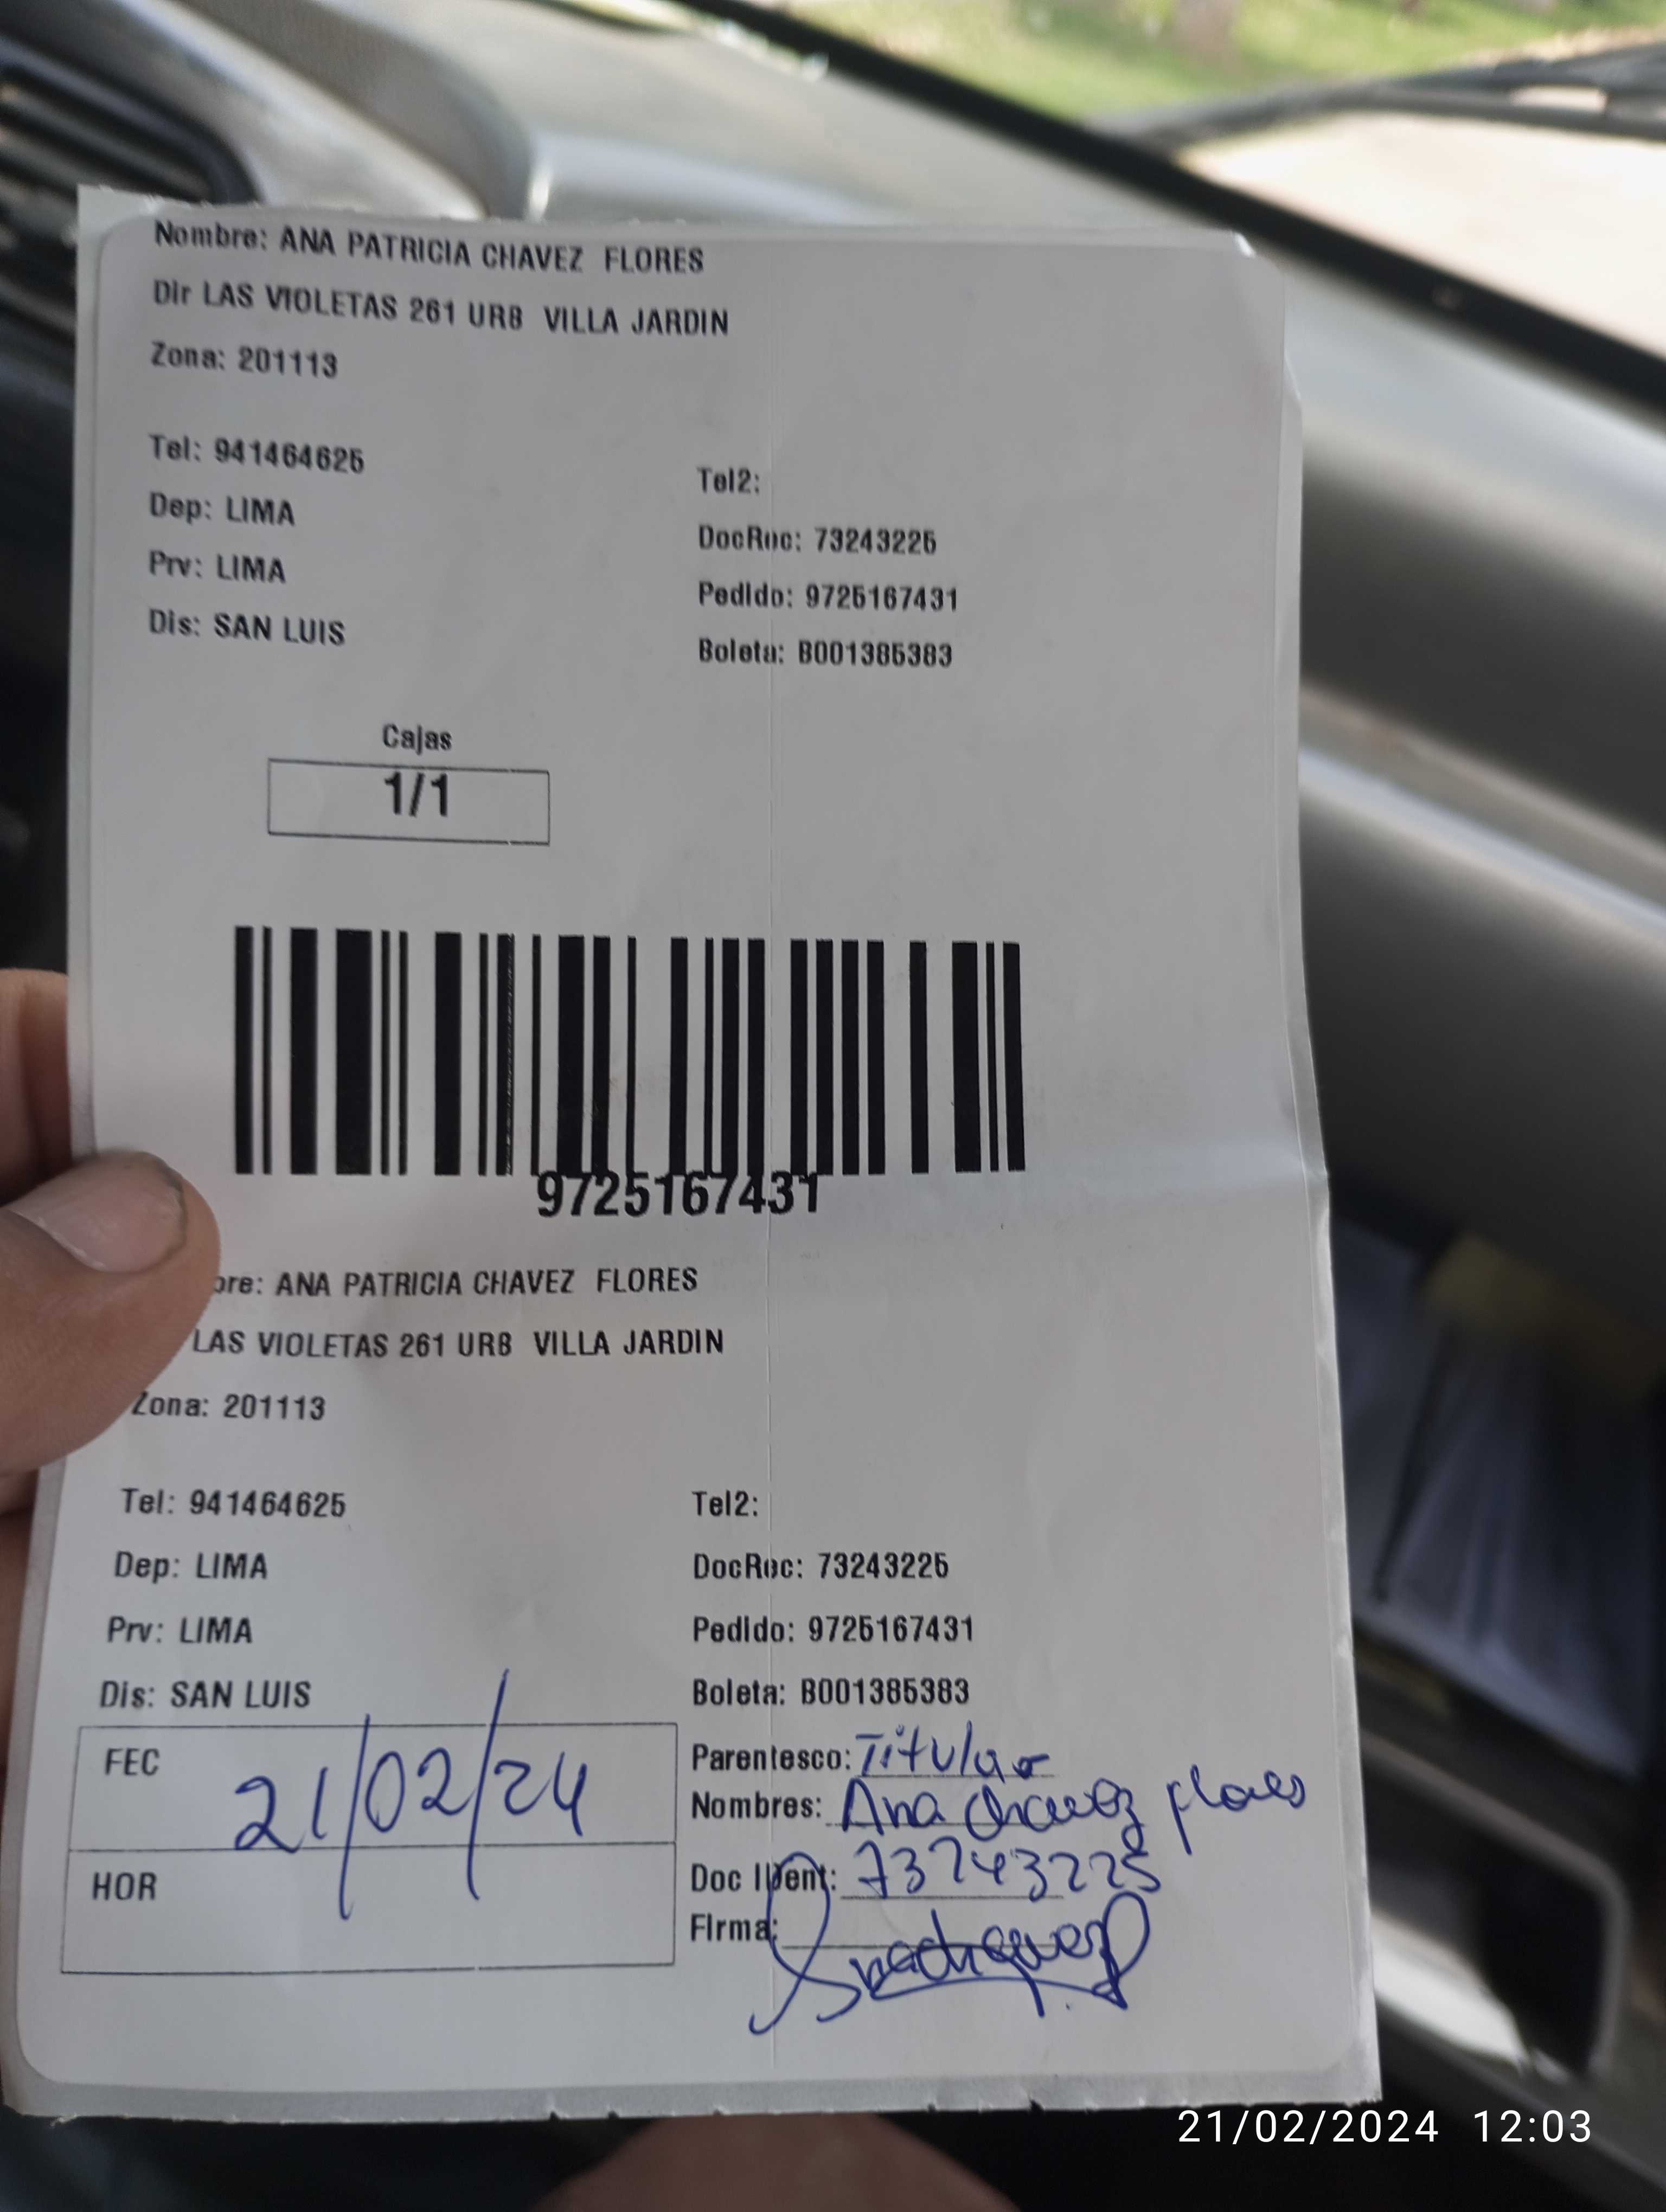 Nombre: ANA PATRICIA CHAVEZ FLORES
Dir LAS VIOLETAS 261 URB VILLA JARDIN
Zona: 201113
Tel: 941464625
Tel2:
Dep: LIMA
DocRec: 73243225
Prv: LIMA
Pedido: 9725167431
Dis: SAN LUIS
Boleta: B001385383
Cajas
1/1
9725167431
bre: ANA PATRICIA CHAVEZ FLORES
LAS VIOLETAS 261 URB VILLA JARDIN
Zona: 201113
Tel: 941464625
Tel2:
Dep: LIMA
DocRec: 73243225
Prv: LIMA
Pedido: 9725167431
Dis: SAN LUIS
Boleta: B001385383
FEC 21/02/24
Parentesco: Titular
Nombres: Ana Chavez flores
HOR
Doc Ident: 73243225
Firma:
21/02/2024 12:03